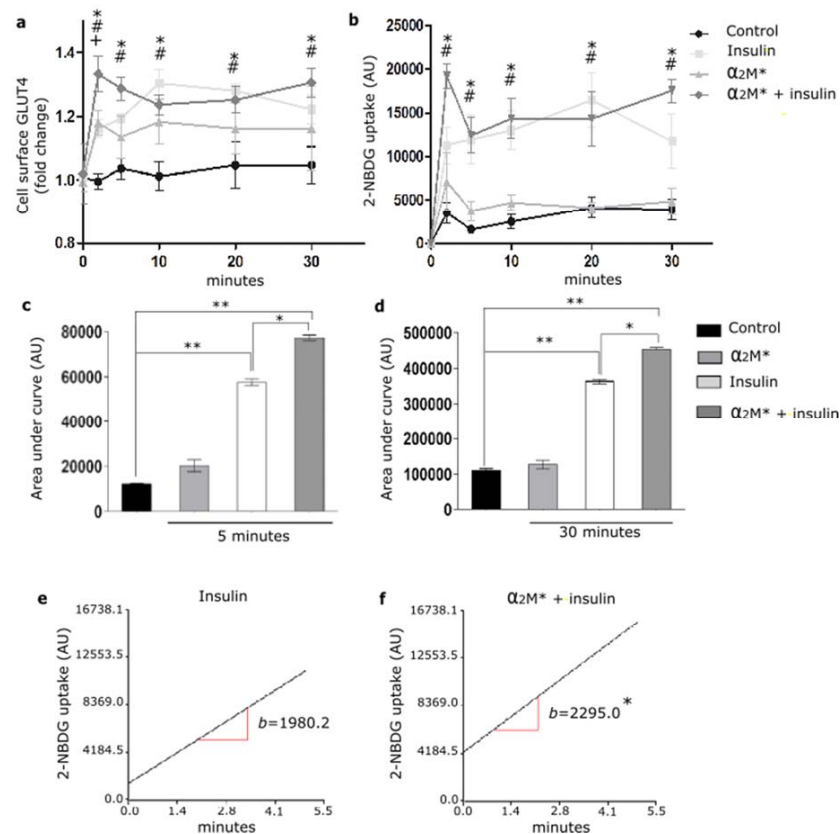 a
*
#
+
*
#
*
#
*
#
*
#
1.4
1.2
1.0
0.8
Cell surface GLUT4
(fold change)
0
10
20
30
minutes
b
*
#
*
#
*
#
*
#
*
#
25000
20000
15000
10000
5000
0
2-NBDG uptake (AU)
0
10
20
30
minutes
Control
Insulin
α2M*
α2M* + insulin
c
**
*
**
80000
60000
40000
20000
0
Area under curve (AU)
5 minutes
d
**
*
**
500000
400000
300000
200000
100000
0
Area under curve (AU)
30 minutes
Control
α2M*
Insulin
α2M* + insulin
e
Insulin
16738.1
12553.5
8369.0
4184.5
0.0
2-NBDG uptake (AU)
b=1980.2
0.0
1.4
2.8
4.1
5.5
minutes
f
α2M* + insulin
16738.1
12553.5
8369.0
4184.5
0.0
2-NBDG uptake (AU)
b=2295.0 *
0.0
1.4
2.8
4.1
5.5
minutes